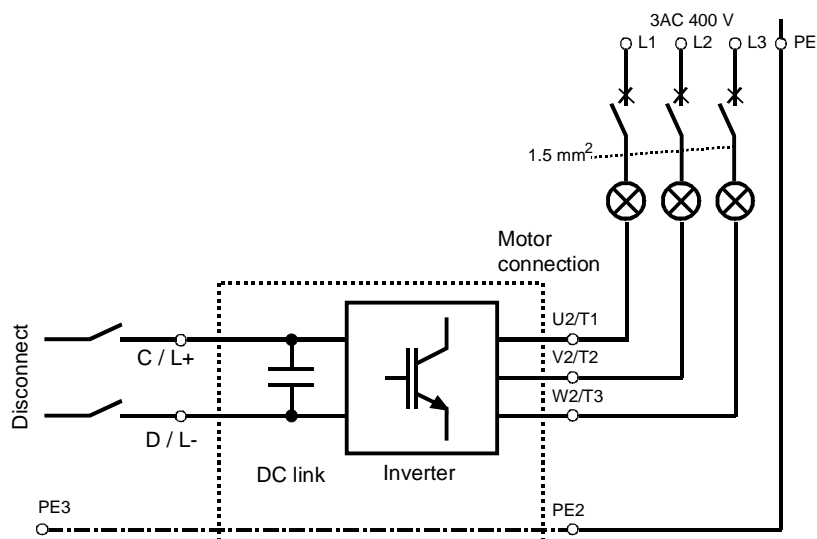 3AC 400 V
L1
L2
L3
PE
1.5 mm²
Motor
connection
U2/T1
V2/T2
W2/T3
Disconnect
C / L+
D / L-
DC link
Inverter
PE3
PE2